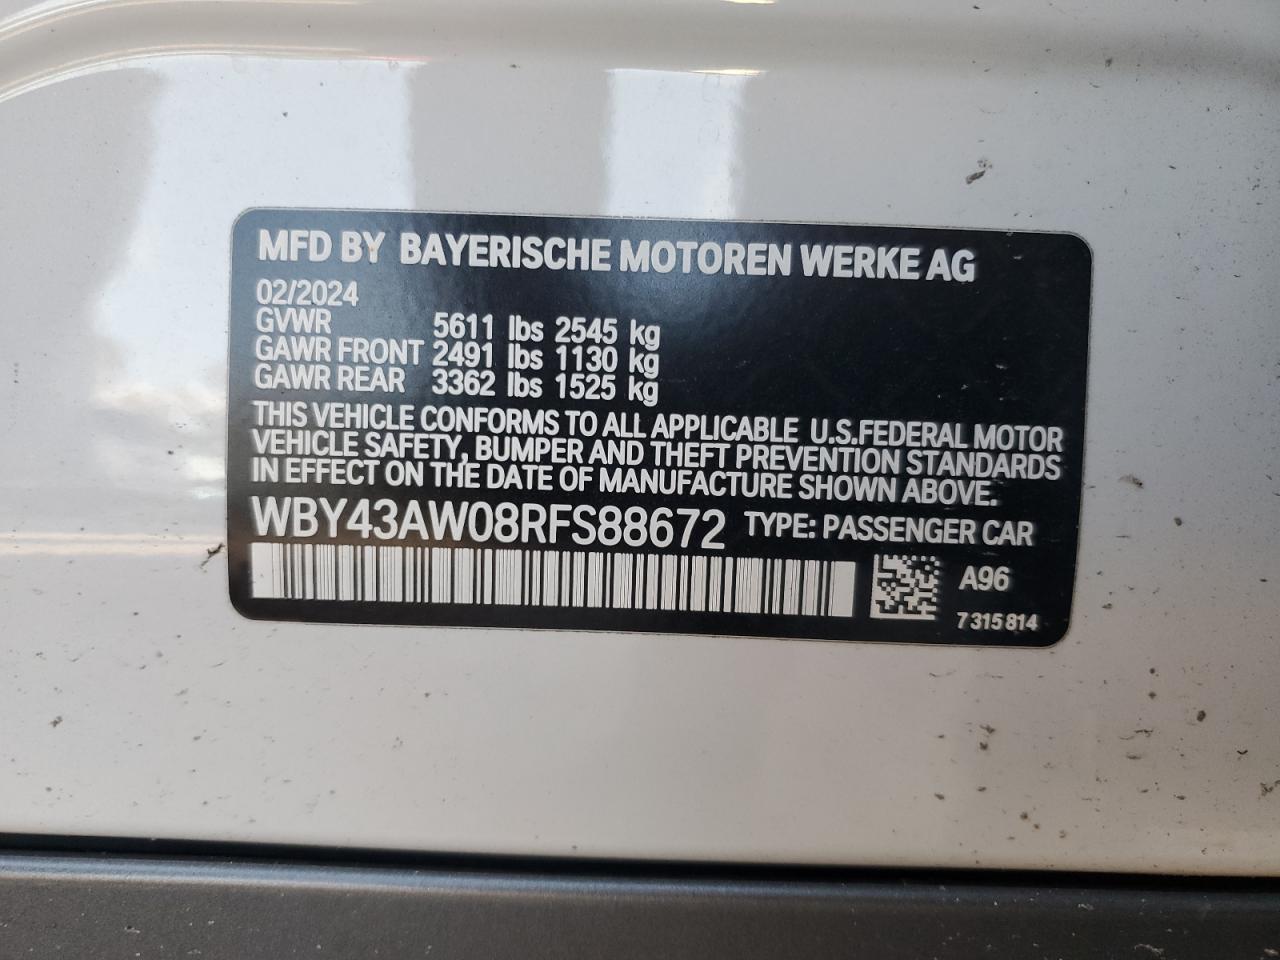 MFD BY BAYERISCHE MOTOREN WERKE AG
02/2024
GVWR 5611 lbs 2545 kg
GAWR FRONT 2491 lbs 1130 kg
GAWR REAR 3362 lbs 1525 kg
THIS VEHICLE CONFORMS TO ALL APPLICABLE U.S.FEDERAL MOTOR
VEHICLE SAFETY, BUMPER AND THEFT PREVENTION STANDARDS
IN EFFECT ON THE DATE OF MANUFACTURE SHOWN ABOVE.
WBY43AW08RFS88672 TYPE: PASSENGER CAR
A96
7 315 814